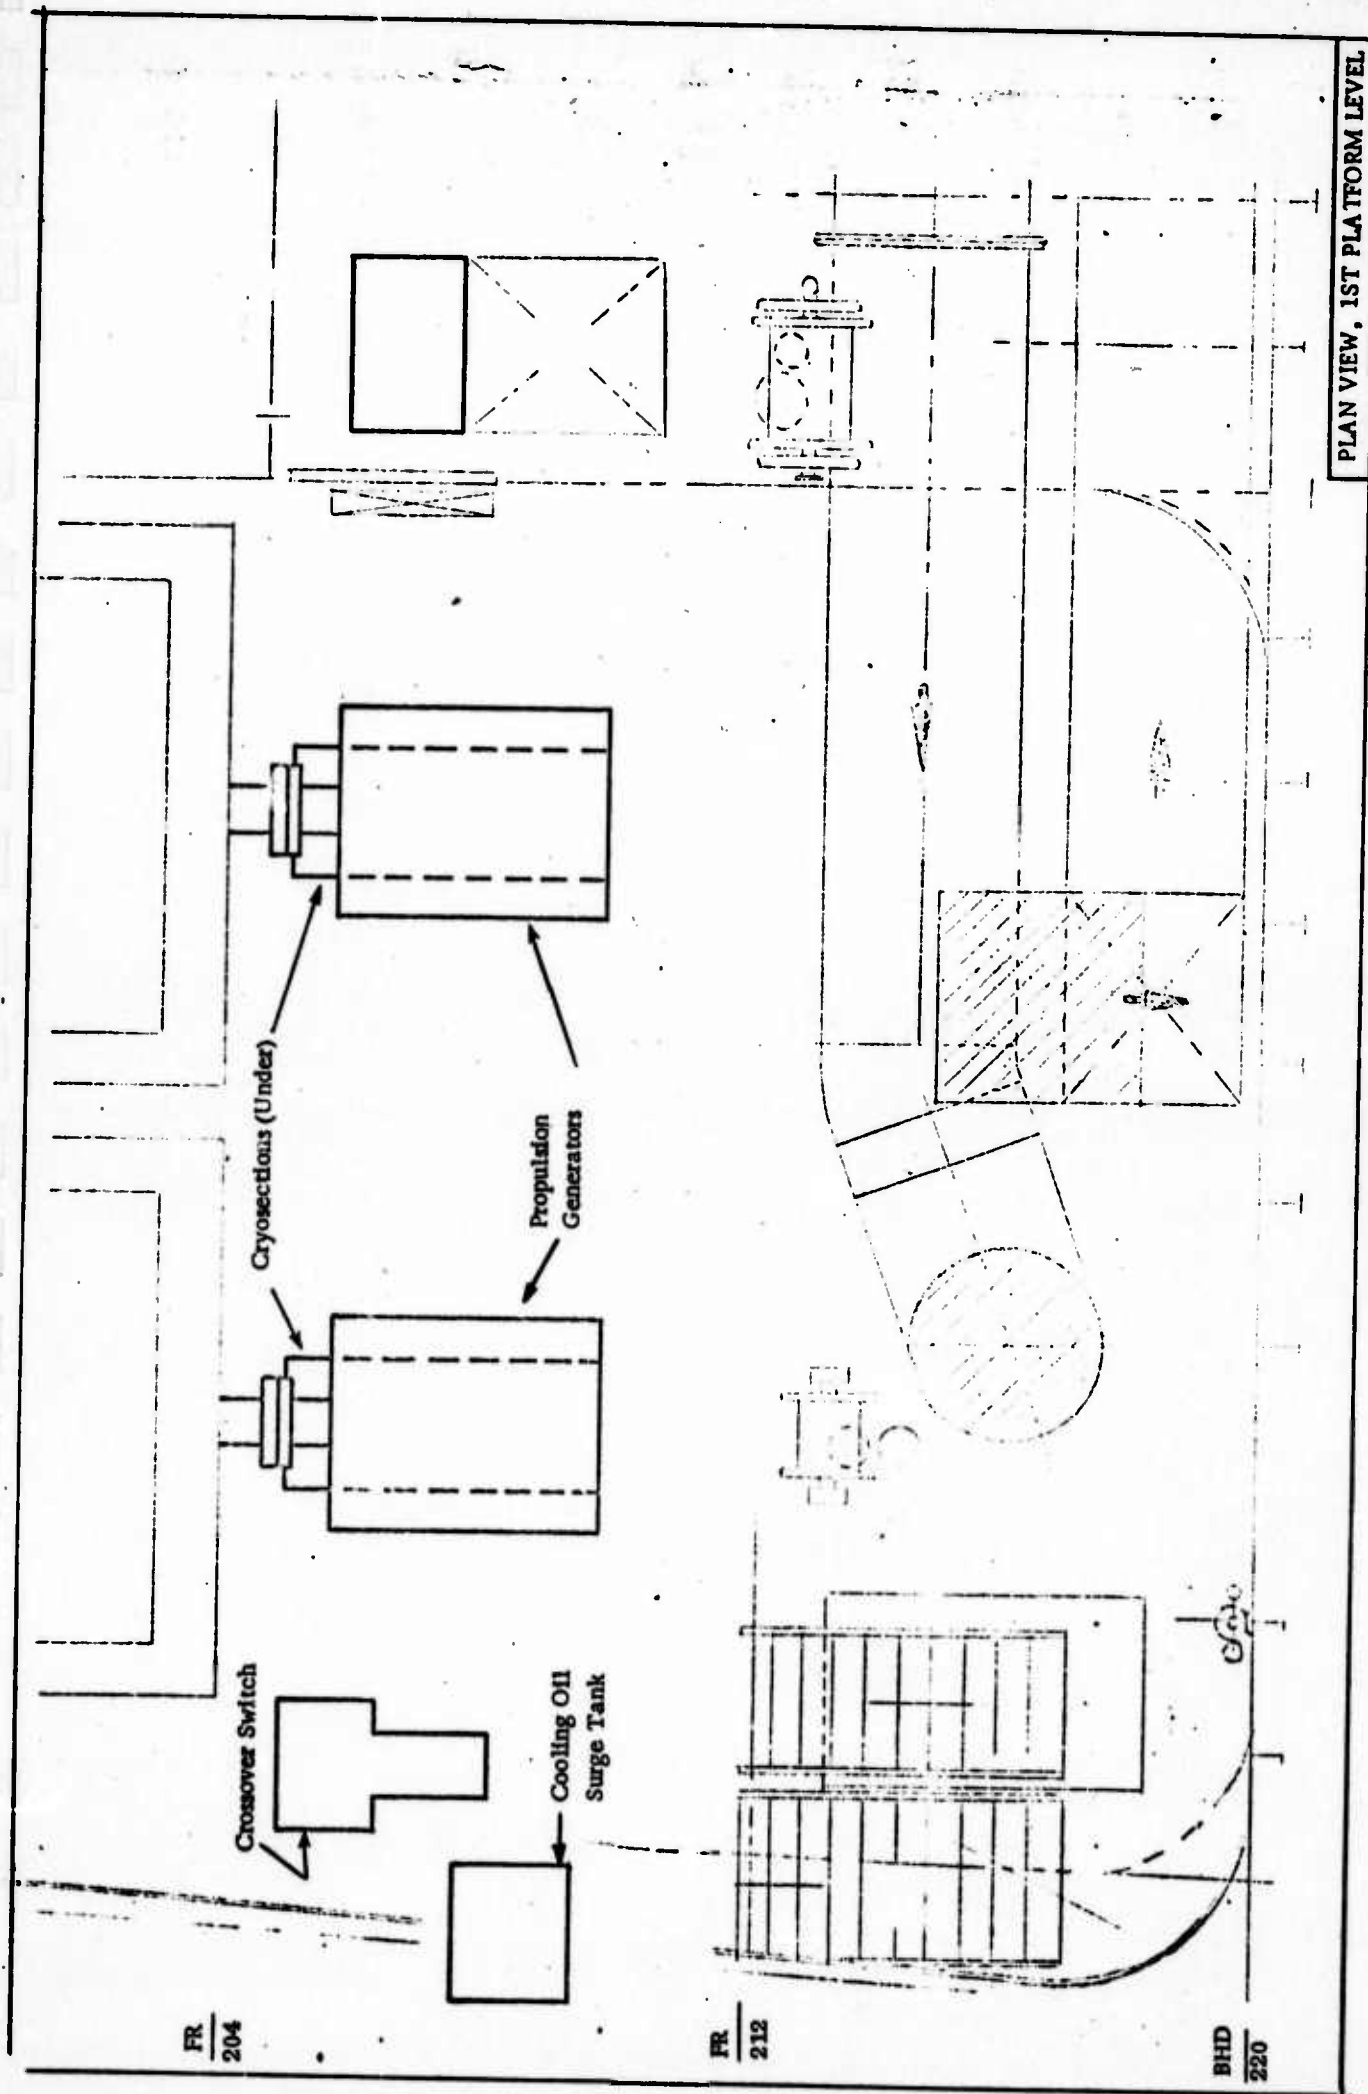 Crossover Switch
Cooling Oil
Surge Tank
Cryosections (Under)
Propulsion
Generators
FR
204
FR
212
BHD
220
PLAN VIEW, 1ST PLATFORM LEVEL